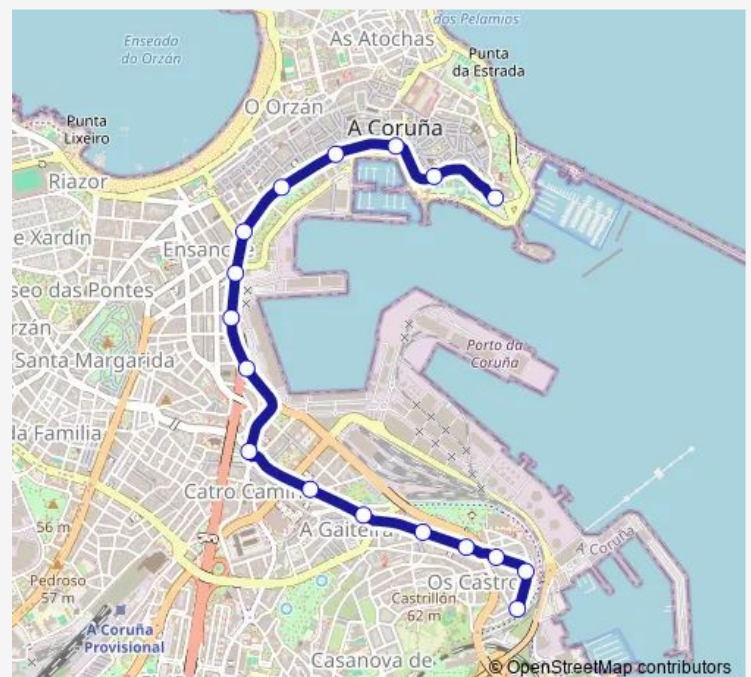 dos Pelamios
Enseada
do Orzán
As Atochas
Punta
da Estrada
O Orzán
Punta
Lixeiro
A Coruña
Riazor
e Xardín
Ensanc
seo das Pontes
rzán
Santa Margarida
Porto da
Coruña
da Familia
Catro Camin
56 m
A Gaiteira
A Coruña
Pedroso
57 m
Os Castro
Castrillón
62 m
A Coruña
Provisional
Casanova de
© OpenStreetMap contributors